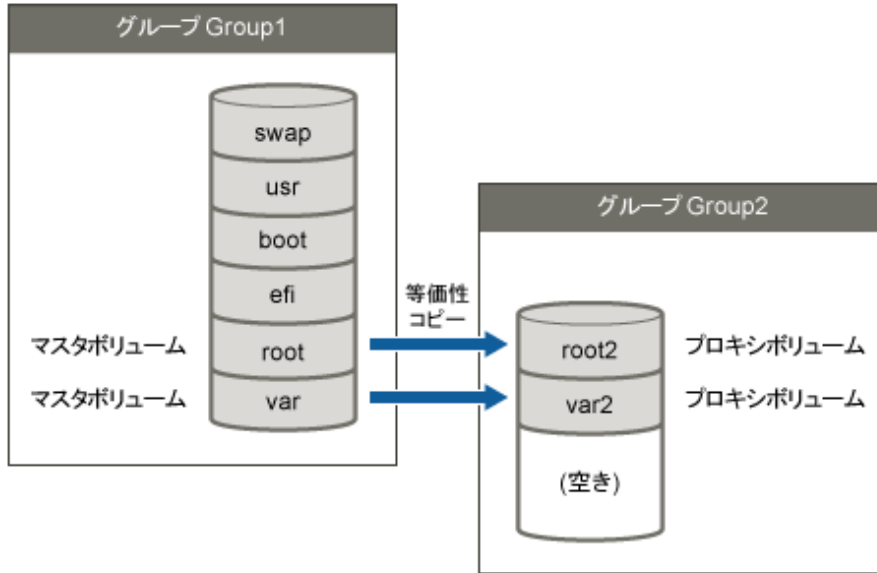 グループ Group1
swap
usr
boot
efi
root
var
マスタボリューム
マスタボリューム
等価性
コピー
グループ Group2
root2
var2
(空き)
プロキシボリューム
プロキシボリューム